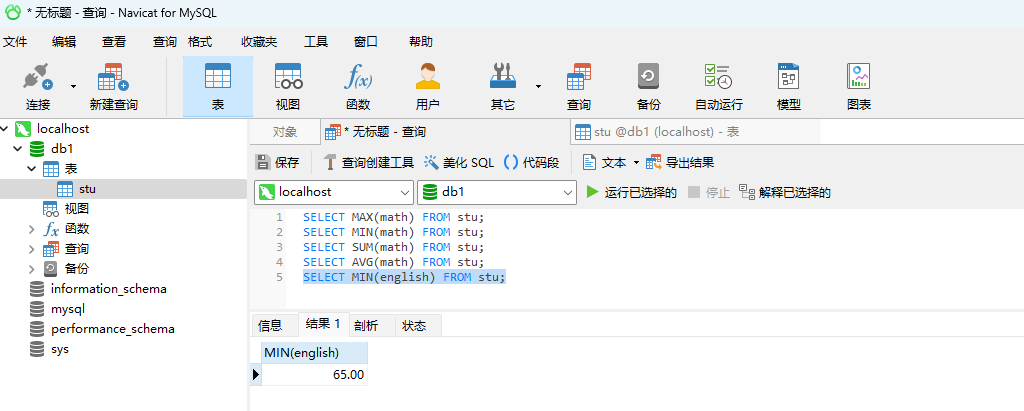 * 无标题 - 查询 - Navicat for MySQL
文件 编辑 查看 查询 格式 收藏夹 工具 窗口 帮助
连接 新建查询 表 视图 函数 用户 其它 查询 备份 自动运行 模型 图表
localhost
db1
表
stu
视图
函数
查询
备份
information_schema
mysql
performance_schema
sys
对象 * 无标题 - 查询 stu @db1 (localhost) - 表
保存 查询创建工具 美化 SQL 代码段 文本 导出结果
localhost db1 运行已选择的 停止 解释已选择的
1 SELECT MAX(math) FROM stu;
2 SELECT MIN(math) FROM stu;
3 SELECT SUM(math) FROM stu;
4 SELECT AVG(math) FROM stu;
5 SELECT MIN(english) FROM stu;
信息 结果 1 剖析 状态
MIN(english)
65.00